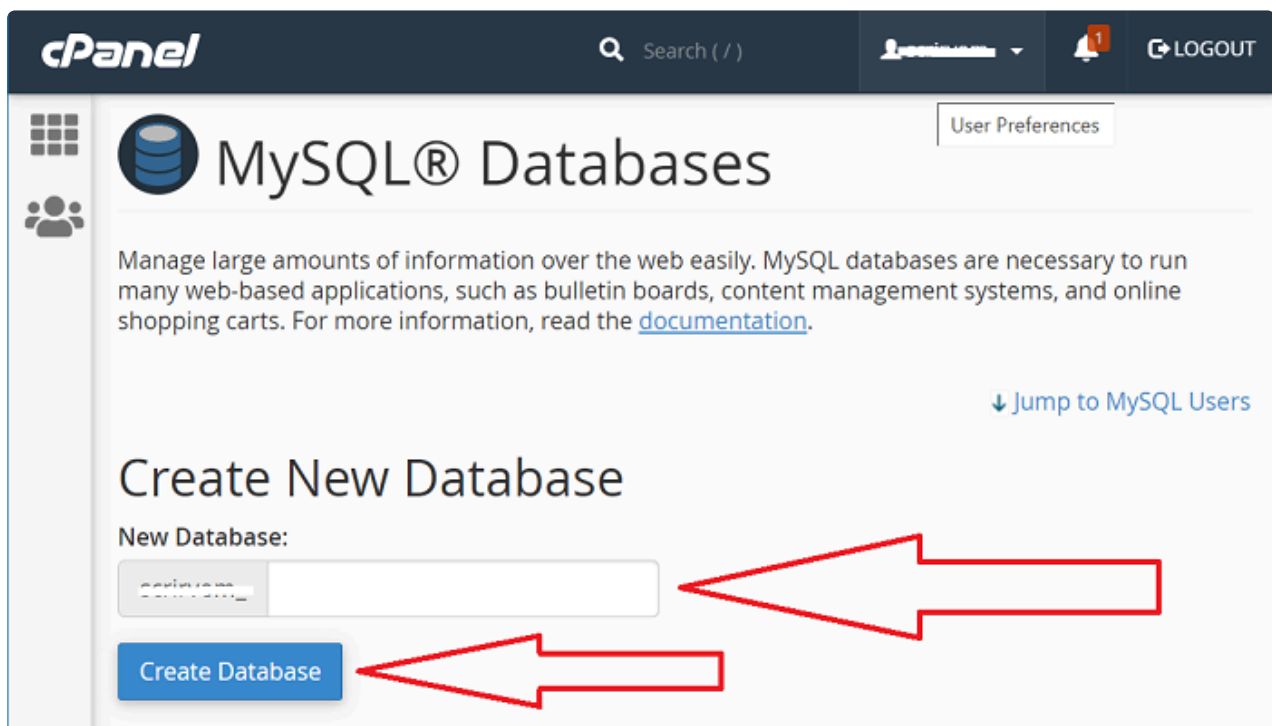 cPanel
Search ( / )
1
LOGOUT
User Preferences
MySQL® Databases
Manage large amounts of information over the web easily. MySQL databases are necessary to run
many web-based applications, such as bulletin boards, content management systems, and online
shopping carts. For more information, read the documentation.
Jump to MySQL Users
Create New Database
New Database:
Create Database